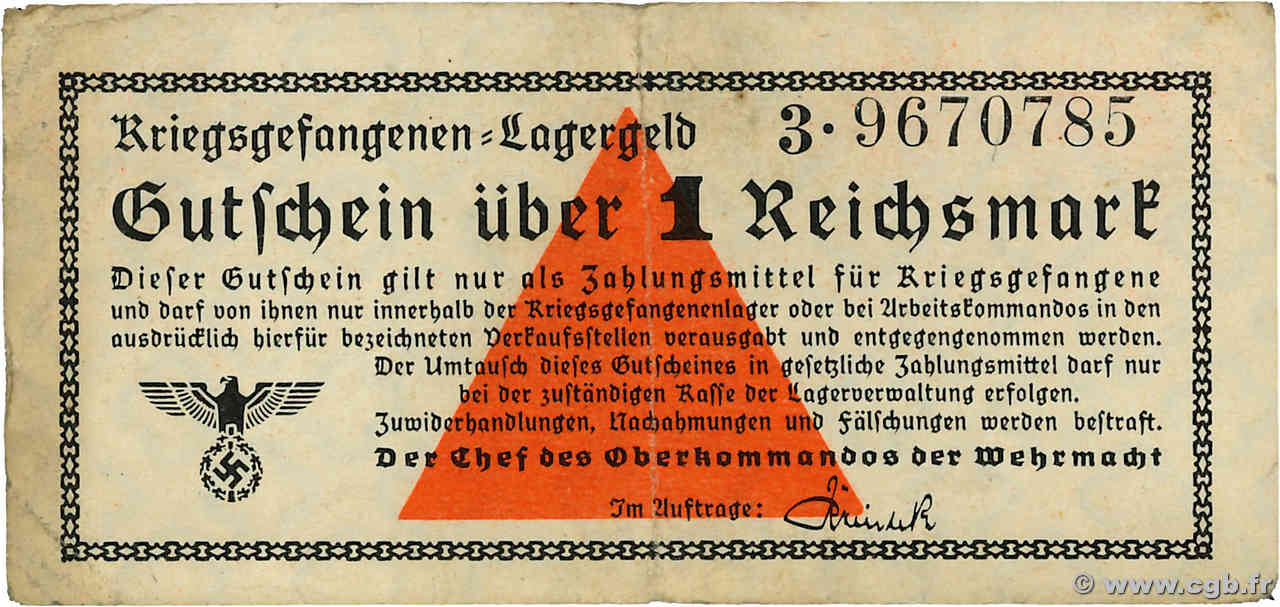 Kriegsgefangenen=Lagergeld 3·9670785
Gutschein über 1 Reichsmark
Dieser Gutschein gilt nur als Zahlungsmittel für Kriegsgefangene
und darf von ihnen nur innerhalb der Kriegsgefangenenlager oder bei Arbeitskommandos in den
ausdrücklich hierfür bezeichneten Verkaufsstellen verausgabt und entgegengenommen werden.
Der Umtausch dieses Gutscheines in gesetzliche Zahlungsmittel darf nur
bei der zuständigen Kasse der Lagerverwaltung erfolgen.
Zuwiderhandlungen, Nachahmungen und Fälschungen werden bestraft.
Der Chef des Oberkommandos der Wehrmacht
Im Auftrage:
© www.cgb.fr